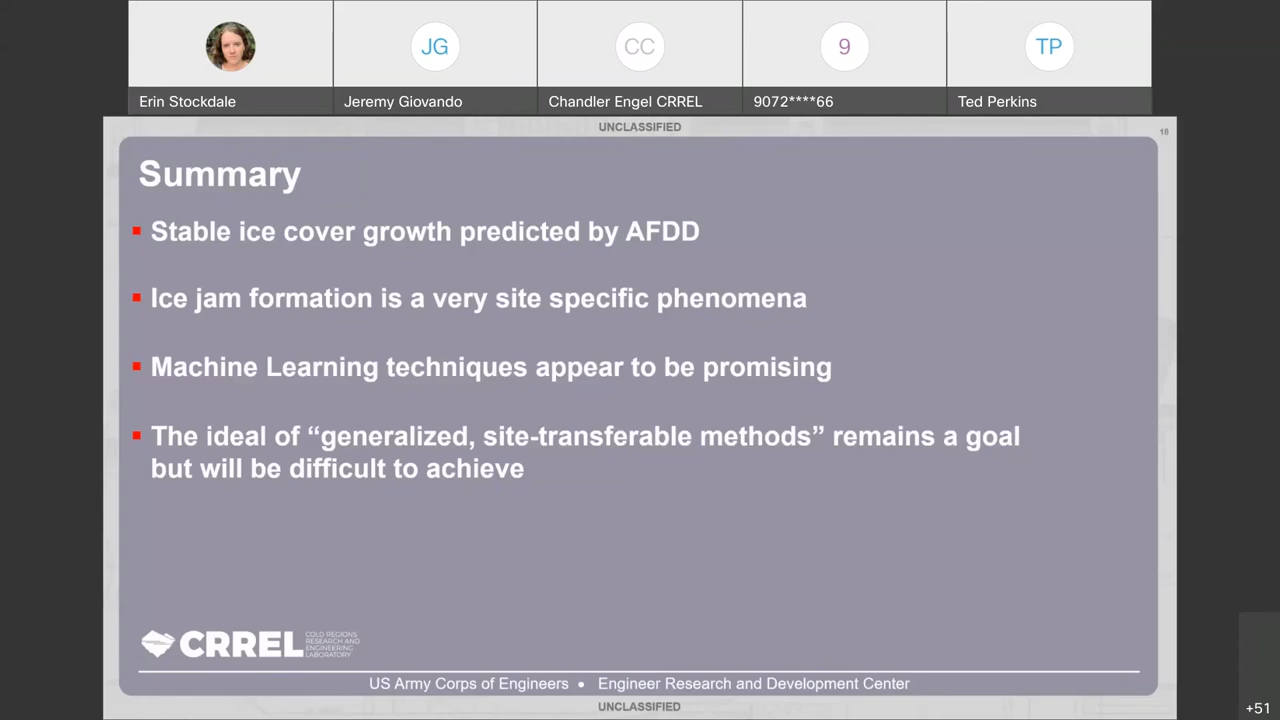 JG
CC
9
TP
Erin Stockdale
Jeremy Giovando
Chandler Engel CRREL
9072****66
Ted Perkins
UNCLASSIFIED
18
Summary
Stable ice cover growth predicted by AFDD
Ice jam formation is a very site specific phenomena
Machine Learning techniques appear to be promising
The ideal of “generalized, site-transferable methods” remains a goal
but will be difficult to achieve
CRREL
COLD REGIONS
RESEARCH AND
ENGINEERING
LABORATORY
US Army Corps of Engineers • Engineer Research and Development Center
UNCLASSIFIED
+51